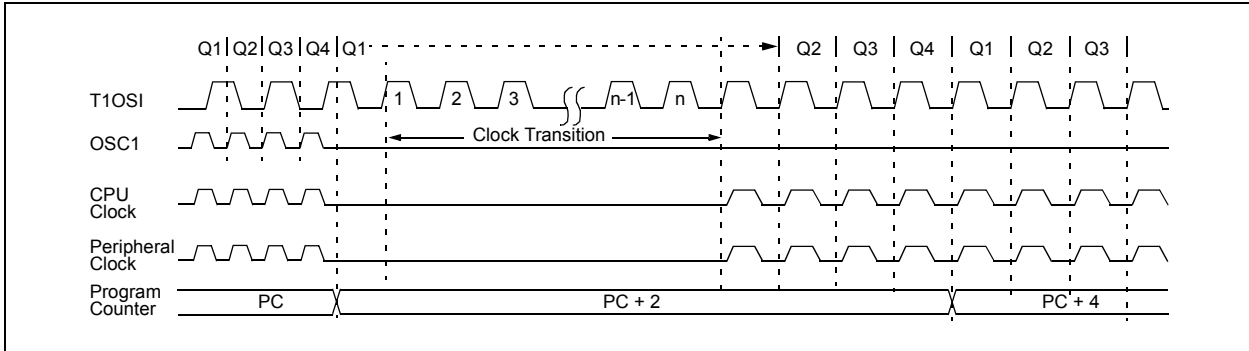 Q1 Q2 Q3 Q4 Q1 Q2 Q3 Q4 Q1 Q2 Q3
T1OSI 1 2 3 n-1 n
Clock Transition
OSC1
CPU
Clock
Peripheral
Clock
Program
Counter
PC PC + 2 PC + 4